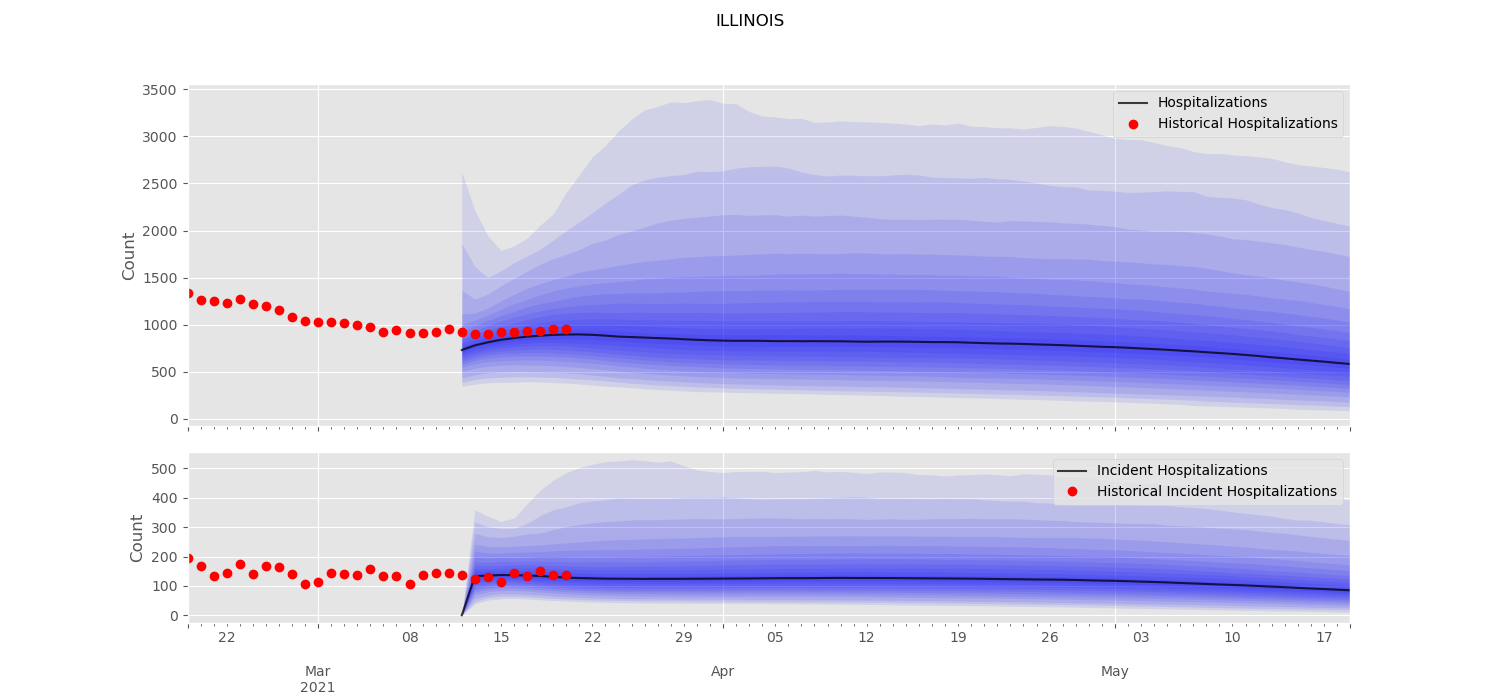 ILLINOIS
3500
3000
2500
2000
1500
1000
500
0
Count
Hospitalizations
Historical Hospitalizations
500
400
300
200
100
0
Count
Incident Hospitalizations
Historical Incident Hospitalizations
22 08 15 22 29 05 12 19 26 03 10 17
Mar Apr May
2021